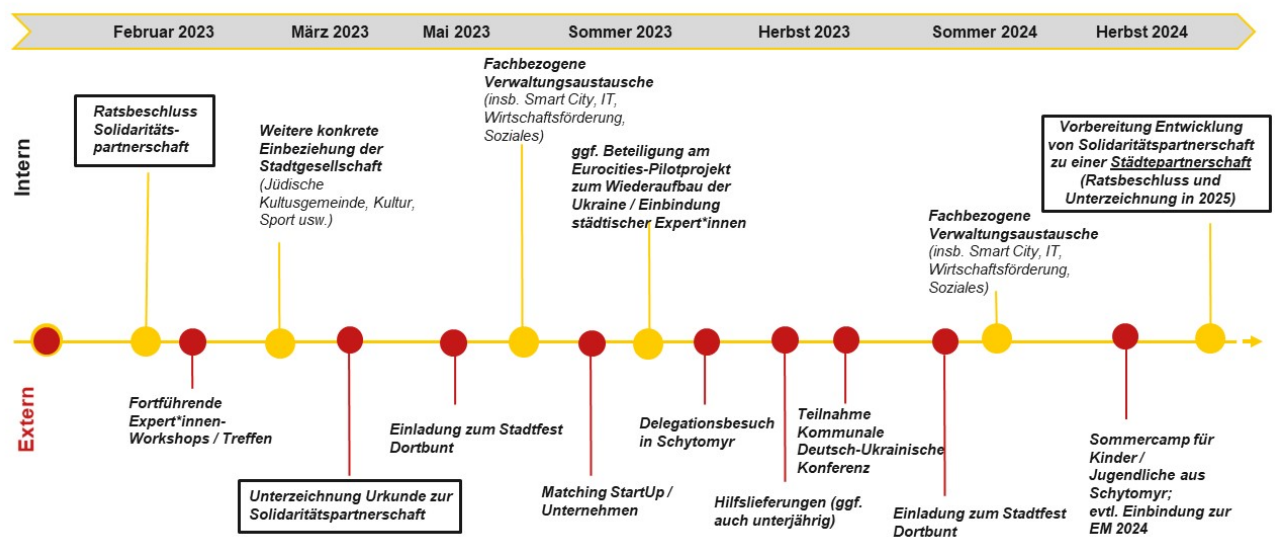 Februar 2023
März 2023
Mai 2023
Sommer 2023
Herbst 2023
Sommer 2024
Herbst 2024
Intern
Ratsbeschluss
Solidaritäts-
partnerschaft
Weitere konkrete
Einbeziehung der
Stadtgesellschaft
(Jüdische
Kultusgemeinde, Kultur,
Sport usw.)
Fachbezogene
Verwaltungsaustausche
(insb. Smart City, IT,
Wirtschaftsförderung,
Soziales)
ggf. Beteiligung am
Eurocities-Pilotprojekt
zum Wiederaufbau der
Ukraine / Einbindung
städtischer Expert*innen
Fachbezogene
Verwaltungsaustausche
(insb. Smart City, IT,
Wirtschaftsförderung,
Soziales)
Vorbereitung Entwicklung
von Solidaritätspartnerschaft
zu einer Städtepartnerschaft
(Ratsbeschluss und
Unterzeichnung in 2025)
Extern
Fortführende
Expert*innen-
Workshops / Treffen
Unterzeichnung Urkunde zur
Solidaritätspartnerschaft
Einladung zum Stadtfest
Dortbunt
Matching StartUp /
Unternehmen
Delegationsbesuch
in Schytomyr
Hilfslieferungen (ggf.
auch unterjährig)
Teilnahme
Kommunale
Deutsch-Ukrainische
Konferenz
Einladung zum Stadtfest
Dortbunt
Sommercamp für
Kinder /
Jugendliche aus
Schytomyr;
evtl. Einbindung zur
EM 2024